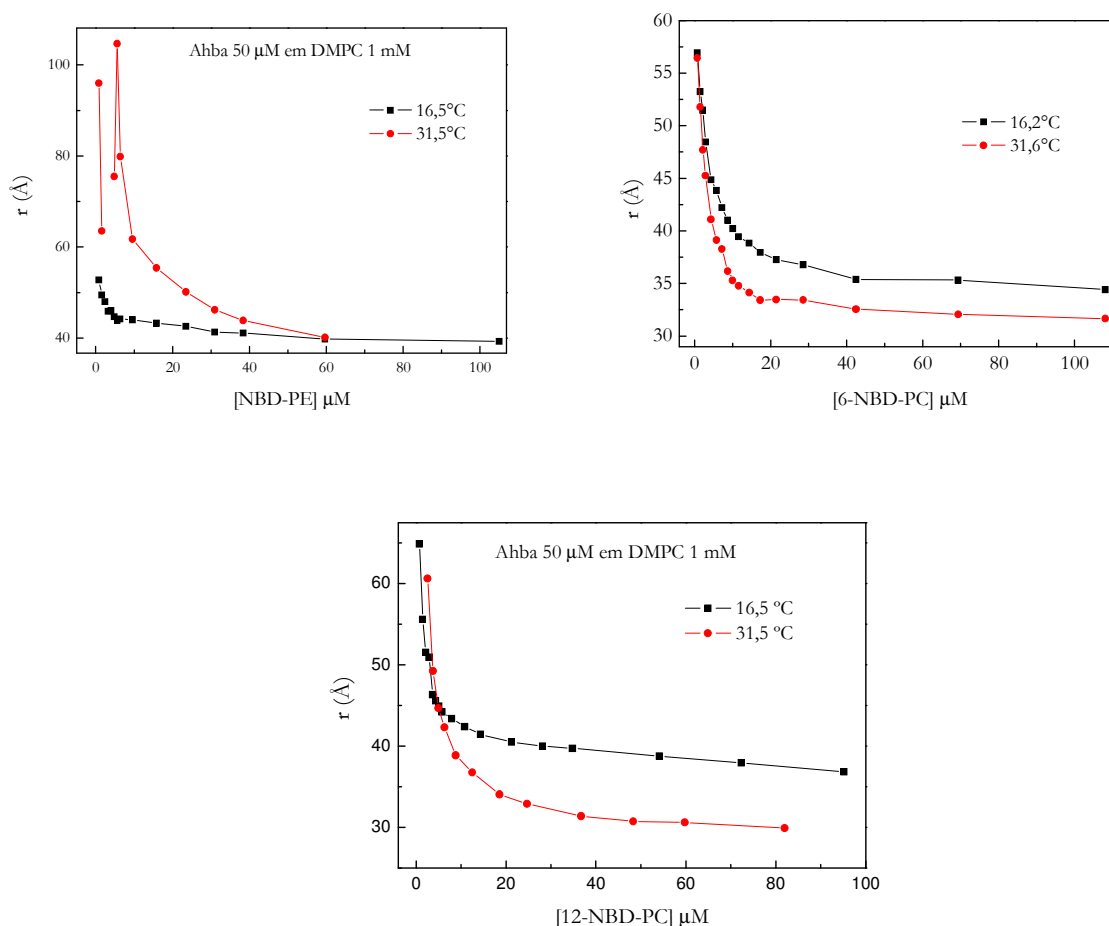 Ahba 50 μM em DMPC 1 mM
16,5°C
31,5°C
r (Å)
100
80
60
40
0 20 40 60 80 100
[NBD-PE] μM
16,2°C
31,6°C
r (Å)
60
55
50
45
40
35
30
0 20 40 60 80 100
[6-NBD-PC] μM
Ahba 50 μM em DMPC 1 mM
16,5 ºC
31,5 ºC
r (Å)
60
50
40
30
0 20 40 60 80 100
[12-NBD-PC] μM